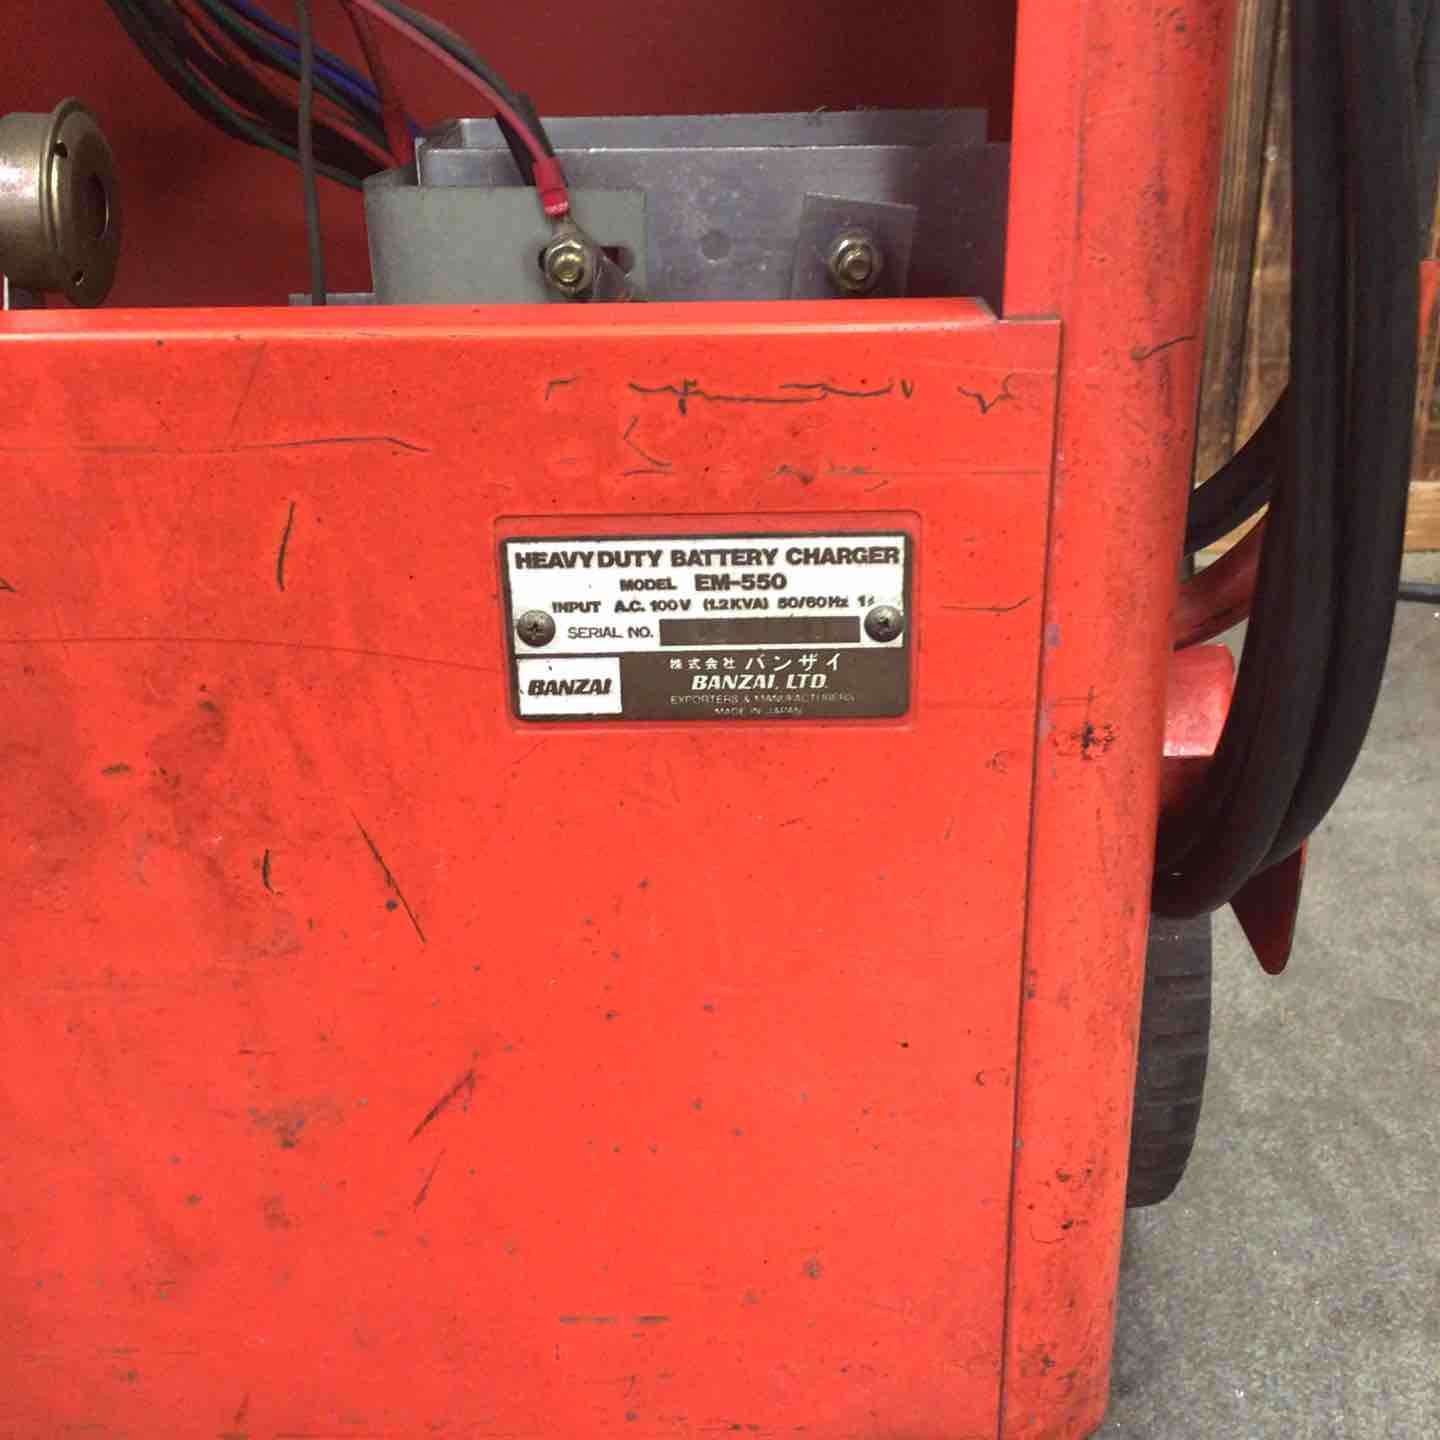 HEAVY DUTY BATTERY CHARGER
MODEL EM-550
INPUT A.C. 100V (1.2KVA) 50/60Hz
SERIAL NO.
BANZAI
株式会社 バンザイ
BANZAI, LTD.
EXPORTERS & MANUFACTURERS
MADE IN JAPAN